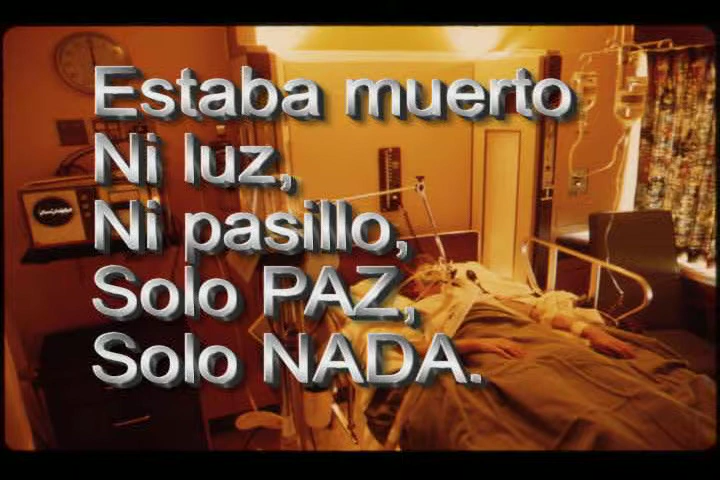 Estaba muerto
Ni luz,
Ni pasillo,
Solo PAZ,
Solo NADA.